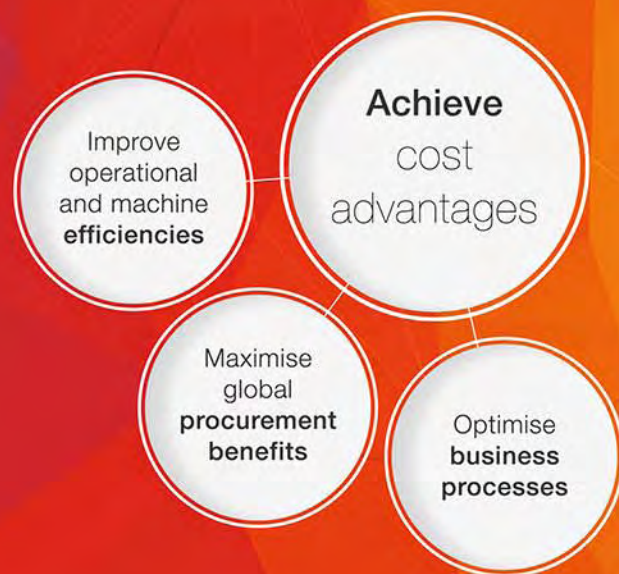 Achieve
cost
advantages
Improve
operational
and machine
efficiencies
Maximise
global
procurement
benefits
Optimise
business
processes